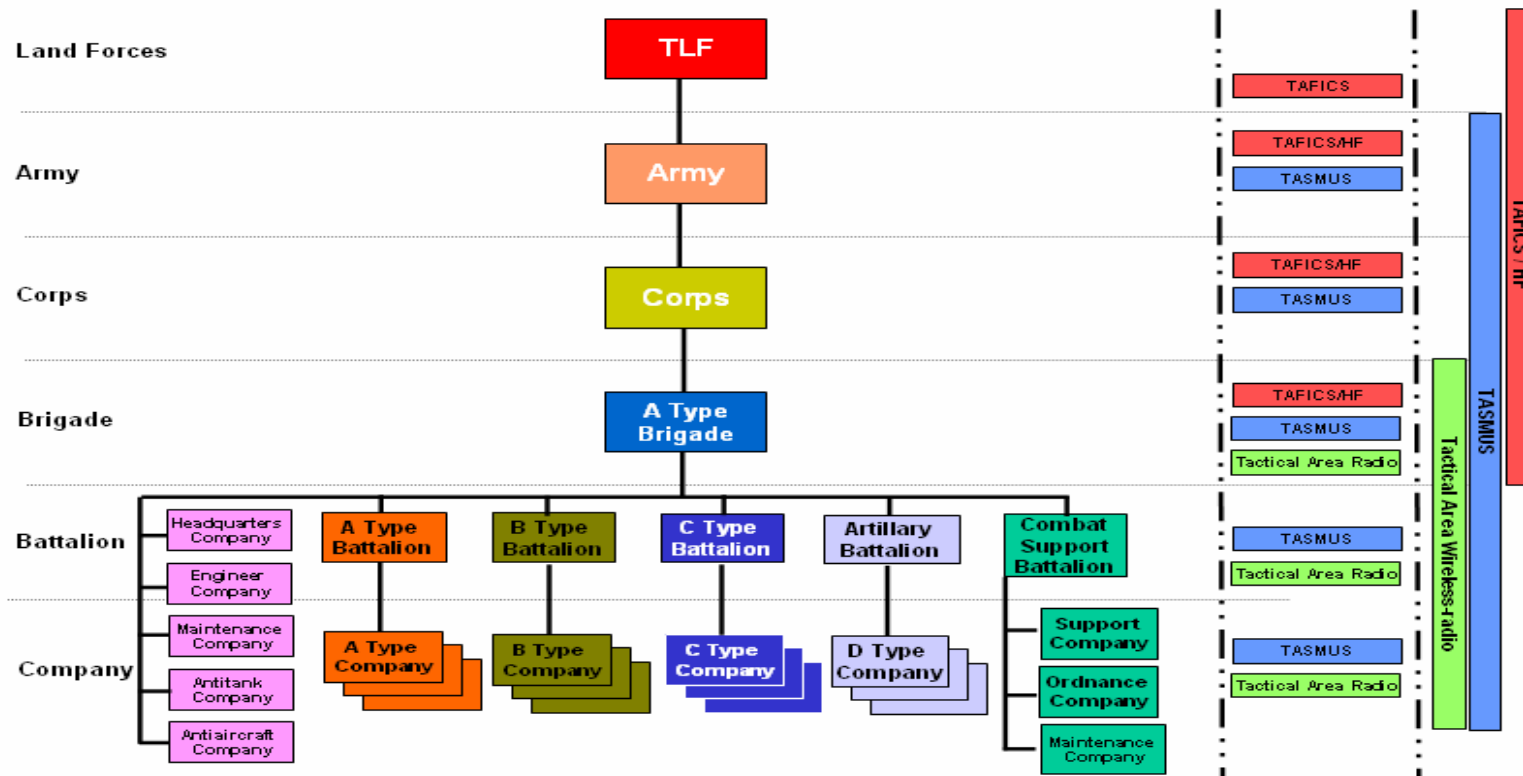 Land Forces
TLF
TAFICS
Army
Army
TAFICS/HF
TASMUS
Corps
Corps
TAFICS/HF
TASMUS
Brigade
A Type
Brigade
TAFICS/HF
TASMUS
Tactical Area Radio
Battalion
Headquarters
Company
Engineer
Company
A Type
Battalion
B Type
Battalion
C Type
Battalion
Artillary
Battalion
Combat
Support
Battalion
TASMUS
Tactical Area Radio
Company
Maintenance
Company
Antitank
Company
Antiaircraft
Company
A Type
Company
B Type
Company
C Type
Company
D Type
Company
Support
Company
Ordnance
Company
Maintenance
Company
TASMUS
Tactical Area Radio
Tactical Area Wireless-radio
TASMUS
TAFICS / HF